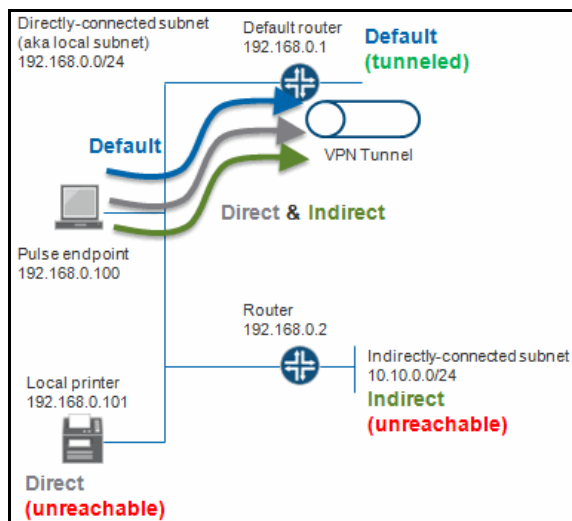 Directly-connected subnet
(aka local subnet)
192.168.0.0/24
Default router
192.168.0.1
Default
(tunneled)
Default
VPN Tunnel
Direct & Indirect
Pulse endpoint
192.168.0.100
Router
192.168.0.2
Indirectly-connected subnet
10.10.0.0/24
Indirect
(unreachable)
Local printer
192.168.0.101
Direct
(unreachable)